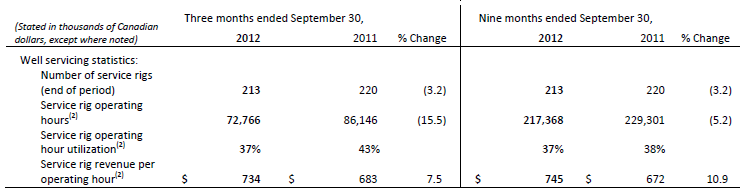 Three months ended September 30, Nine months ended September 30,
(Stated in thousands of Canadian
dollars, except where noted) 2012 2011 % Change 2012 2011 % Change
Well servicing statistics:
Number of service rigs
(end of period) 213 220 (3.2) 213 220 (3.2)
Service rig operating
hours(2) 72,766 86,146 (15.5) 217,368 229,301 (5.2)
Service rig operating
hour utilization(2) 37% 43% 37% 38%
Service rig revenue per
operating hour(2) $ 734 $ 683 7.5 $ 745 $ 672 10.9